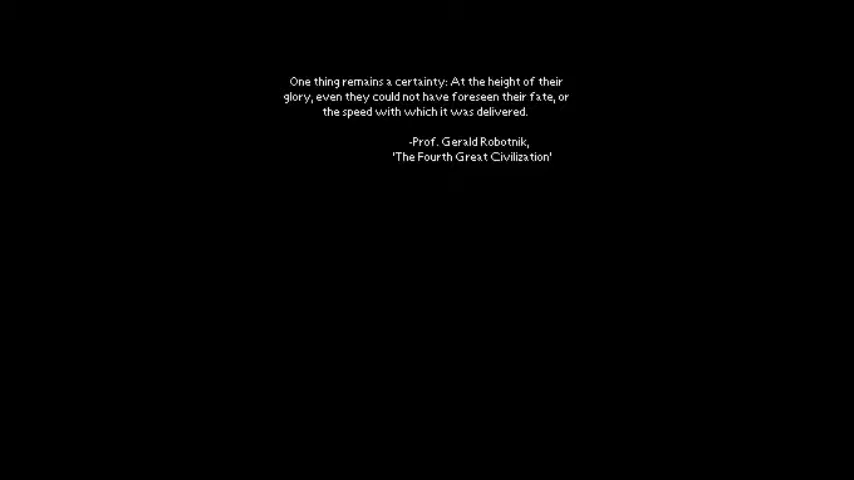 One thing remains a certainty: At the height of their
glory, even they could not have foreseen their fate, or
the speed with which it was delivered.
-Prof. Gerald Robotnik,
'The Fourth Great Civilization'